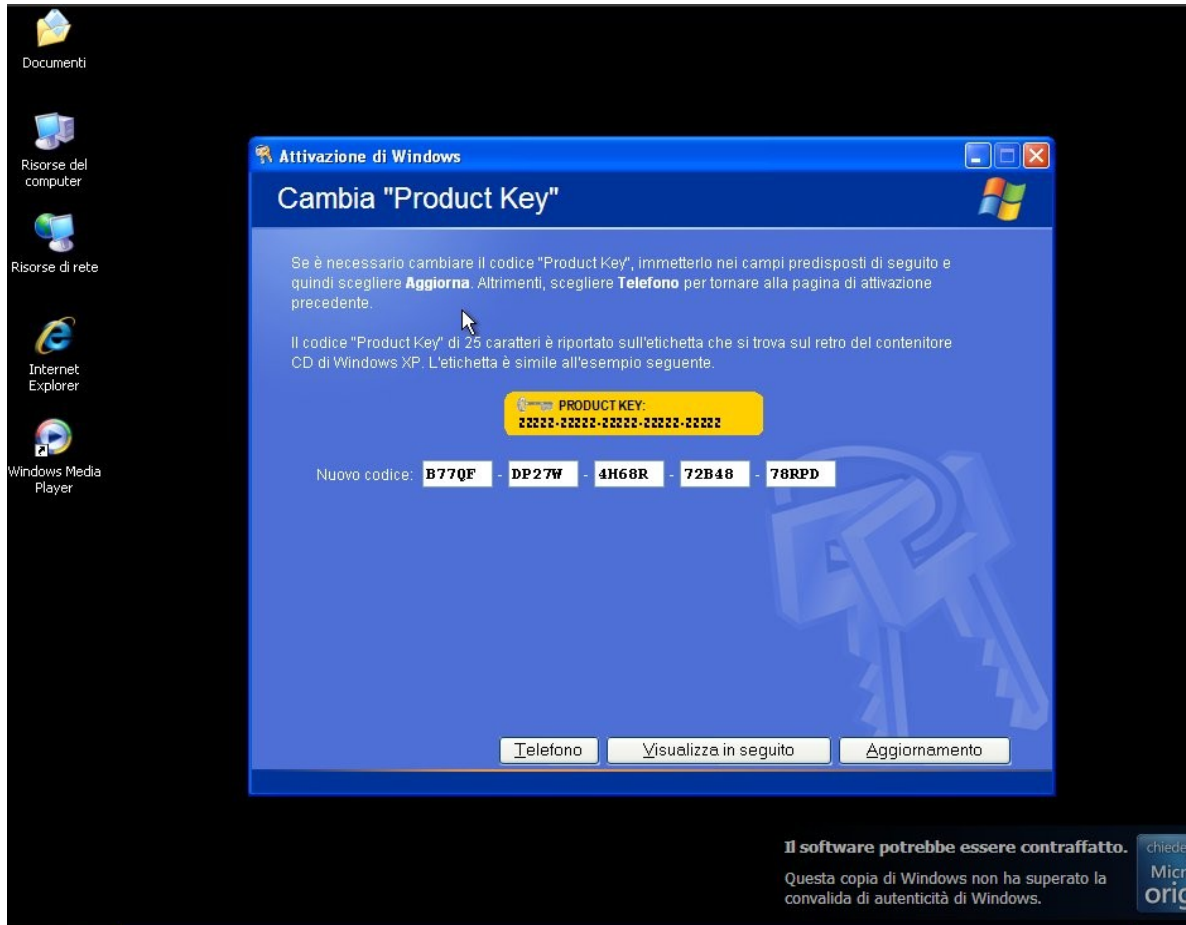 Documenti
Risorse del
computer
Risorse di rete
Internet
Explorer
Windows Media
Player
Attivazione di Windows
Cambia "Product Key"
Se è necessario cambiare il codice "Product Key", immetterlo nei campi predisposti di seguito e
quindi scegliere Aggiorna. Altrimenti, scegliere Telefono per tornare alla pagina di attivazione
precedente.
Il codice "Product Key" di 25 caratteri è riportato sull'etichetta che si trova sul retro del contenitore
CD di Windows XP. L'etichetta è simile all'esempio seguente.
PRODUCT KEY:
ZZZZZ-ZZZZZ-ZZZZZ-ZZZZZ-ZZZZZ
Nuovo codice: B77QF - DP27W - 4H68R - 72B48 - 78RPD
Telefono Visualizza in seguito Aggiornamento
Il software potrebbe essere contraffatto.
Questa copia di Windows non ha superato la
convalida di autenticità di Windows.